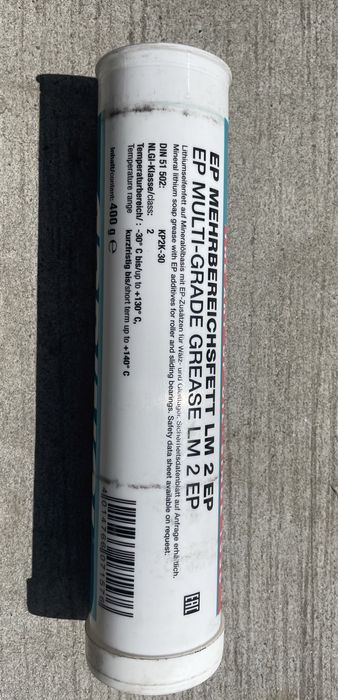 EP MEHRBEREICHSFETT LM 2 EP
EP MULTI-GRADE GREASE LM 2 EP
Lithiumseifenfett auf Mineralölbasis mit EP-Zusätzen für Wälz- und Gleitlager. Sicherheitsdatenblatt auf Anfrage erhältlich.
Mineral lithium soap grease with EP additives for roller and sliding bearings. Safety data sheet available on request.
DIN 51 502: KP2K-30
NLGI-Klasse/class: 2
Temperaturbereich/ : -30° C bis/up to +130° C,
Temperature range kurzfristig bis/short term up to +140° C
Inhalt/content: 400 g e
EAC